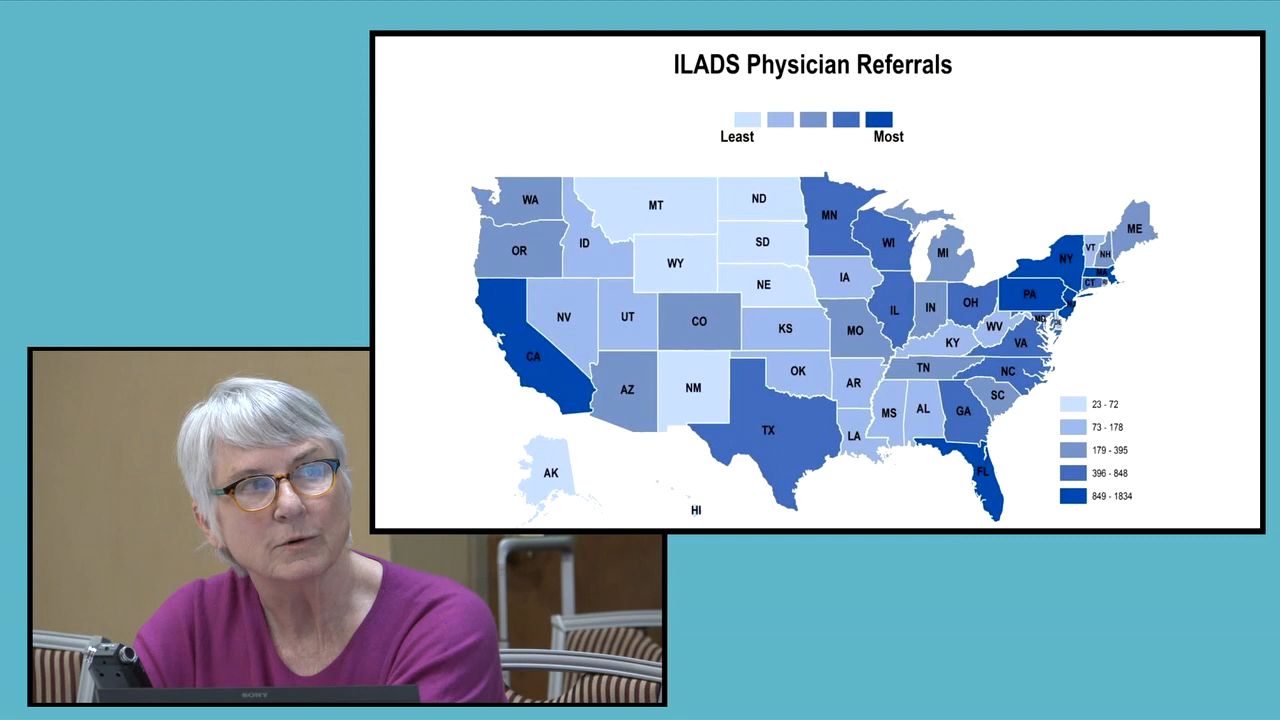 ILADS Physician Referrals
Least Most
WA
MT
ND
MN
OR
ID
WY
SD
WI
MI
NY
VT
NH
ME
MA
CT
NE
IA
PA
NV
UT
CO
KS
MO
IL
IN
OH
WV
VA
KY
CA
AZ
NM
OK
AR
TN
NC
SC
TX
LA
MS
AL
GA
FL
AK
HI
23 - 72
73 - 178
179 - 395
396 - 848
849 - 1834
SONY